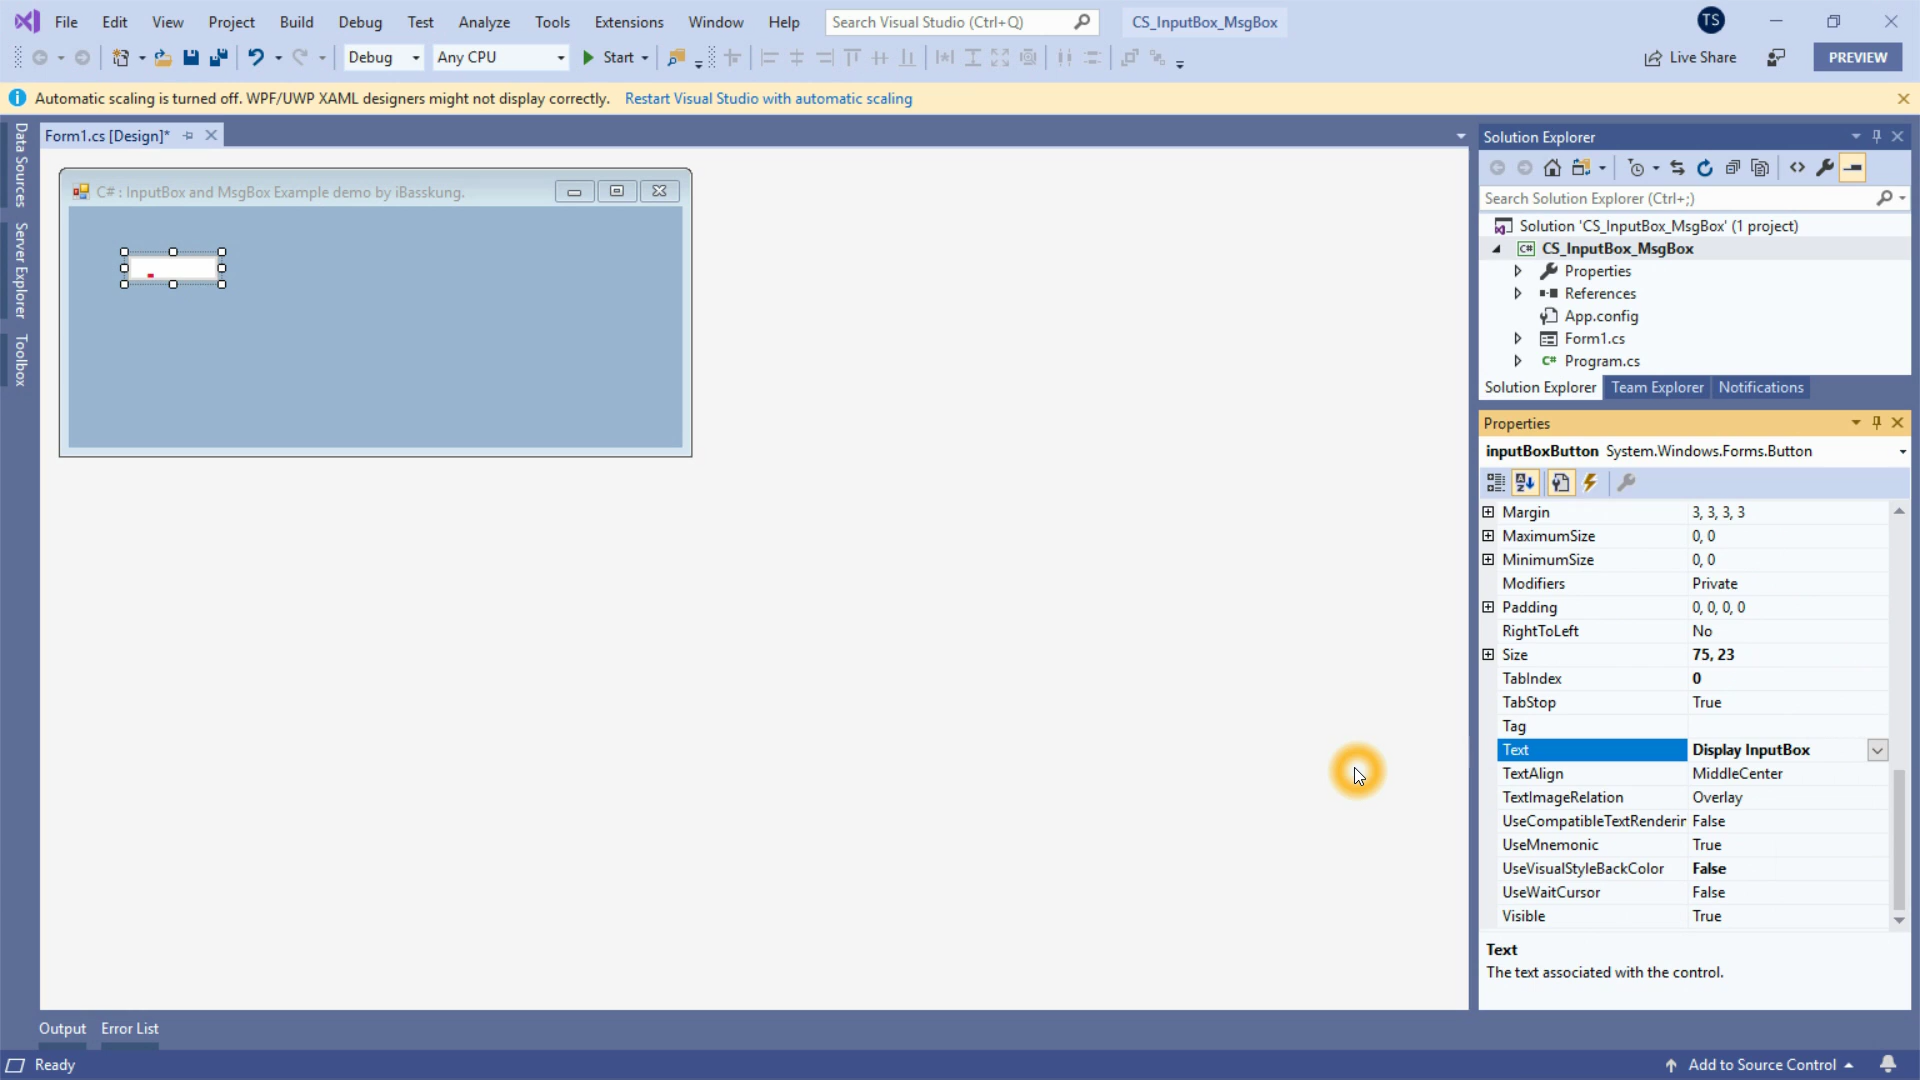 File Edit View Project Build Debug Test Analyze Tools Extensions Window Help Search Visual Studio (Ctrl+Q) CS_InputBox_MsgBox TS
Debug Any CPU Start Live Share PREVIEW
Automatic scaling is turned off. WPF/UWP XAML designers might not display correctly. Restart Visual Studio with automatic scaling
Data Sources
Server Explorer
Toolbox
Form1.cs [Design]*
C# : InputBox and MsgBox Example demo by iBasskung.
Solution Explorer
Search Solution Explorer (Ctrl+;)
Solution 'CS_InputBox_MsgBox' (1 project)
C# CS_InputBox_MsgBox
Properties
References
App.config
Form1.cs
C# Program.cs
Solution Explorer Team Explorer Notifications
Properties
inputBoxButton System.Windows.Forms.Button
Margin 3, 3, 3, 3
MaximumSize 0, 0
MinimumSize 0, 0
Modifiers Private
Padding 0, 0, 0, 0
RightToLeft No
Size 75, 23
TabIndex 0
TabStop True
Tag
Text Display InputBox
TextAlign MiddleCenter
TextImageRelation Overlay
UseCompatibleTextRenderin False
UseMnemonic True
UseVisualStyleBackColor False
UseWaitCursor False
Visible True
Text
The text associated with the control.
Output Error List
Ready Add to Source Control